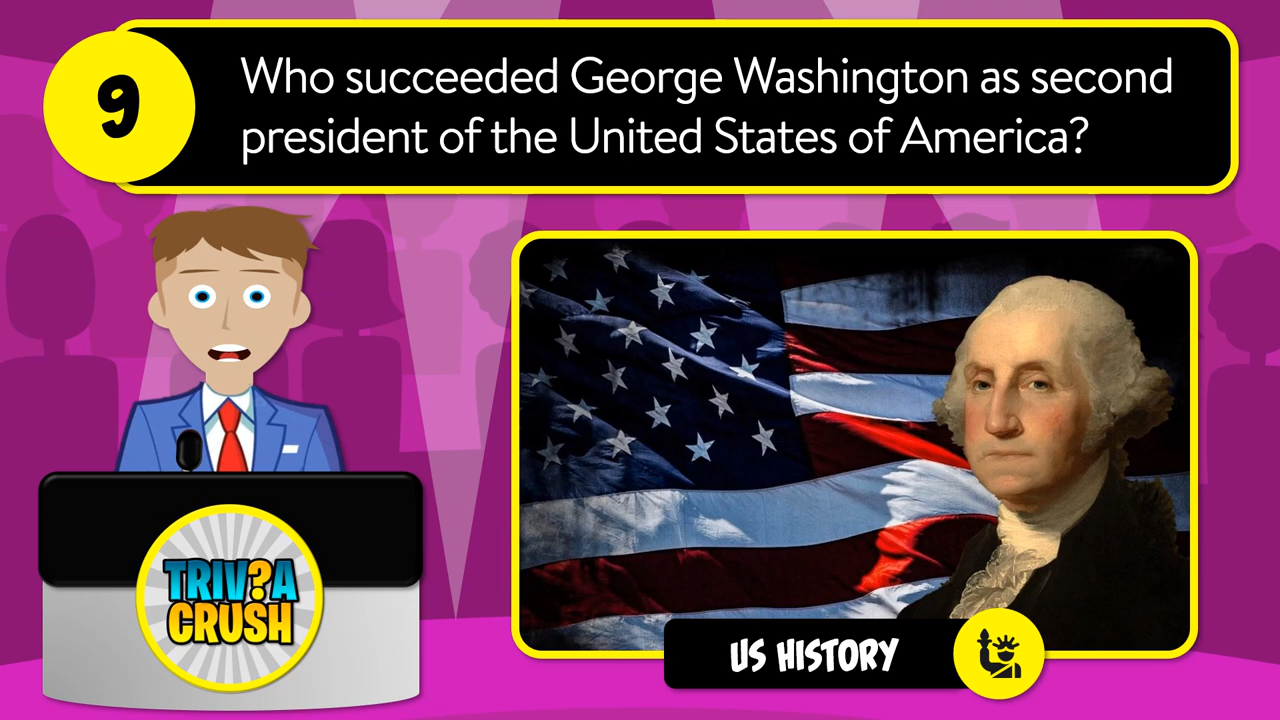 9
Who succeeded George Washington as second
president of the United States of America?
TRIV?A
CRUSH
US HISTORY